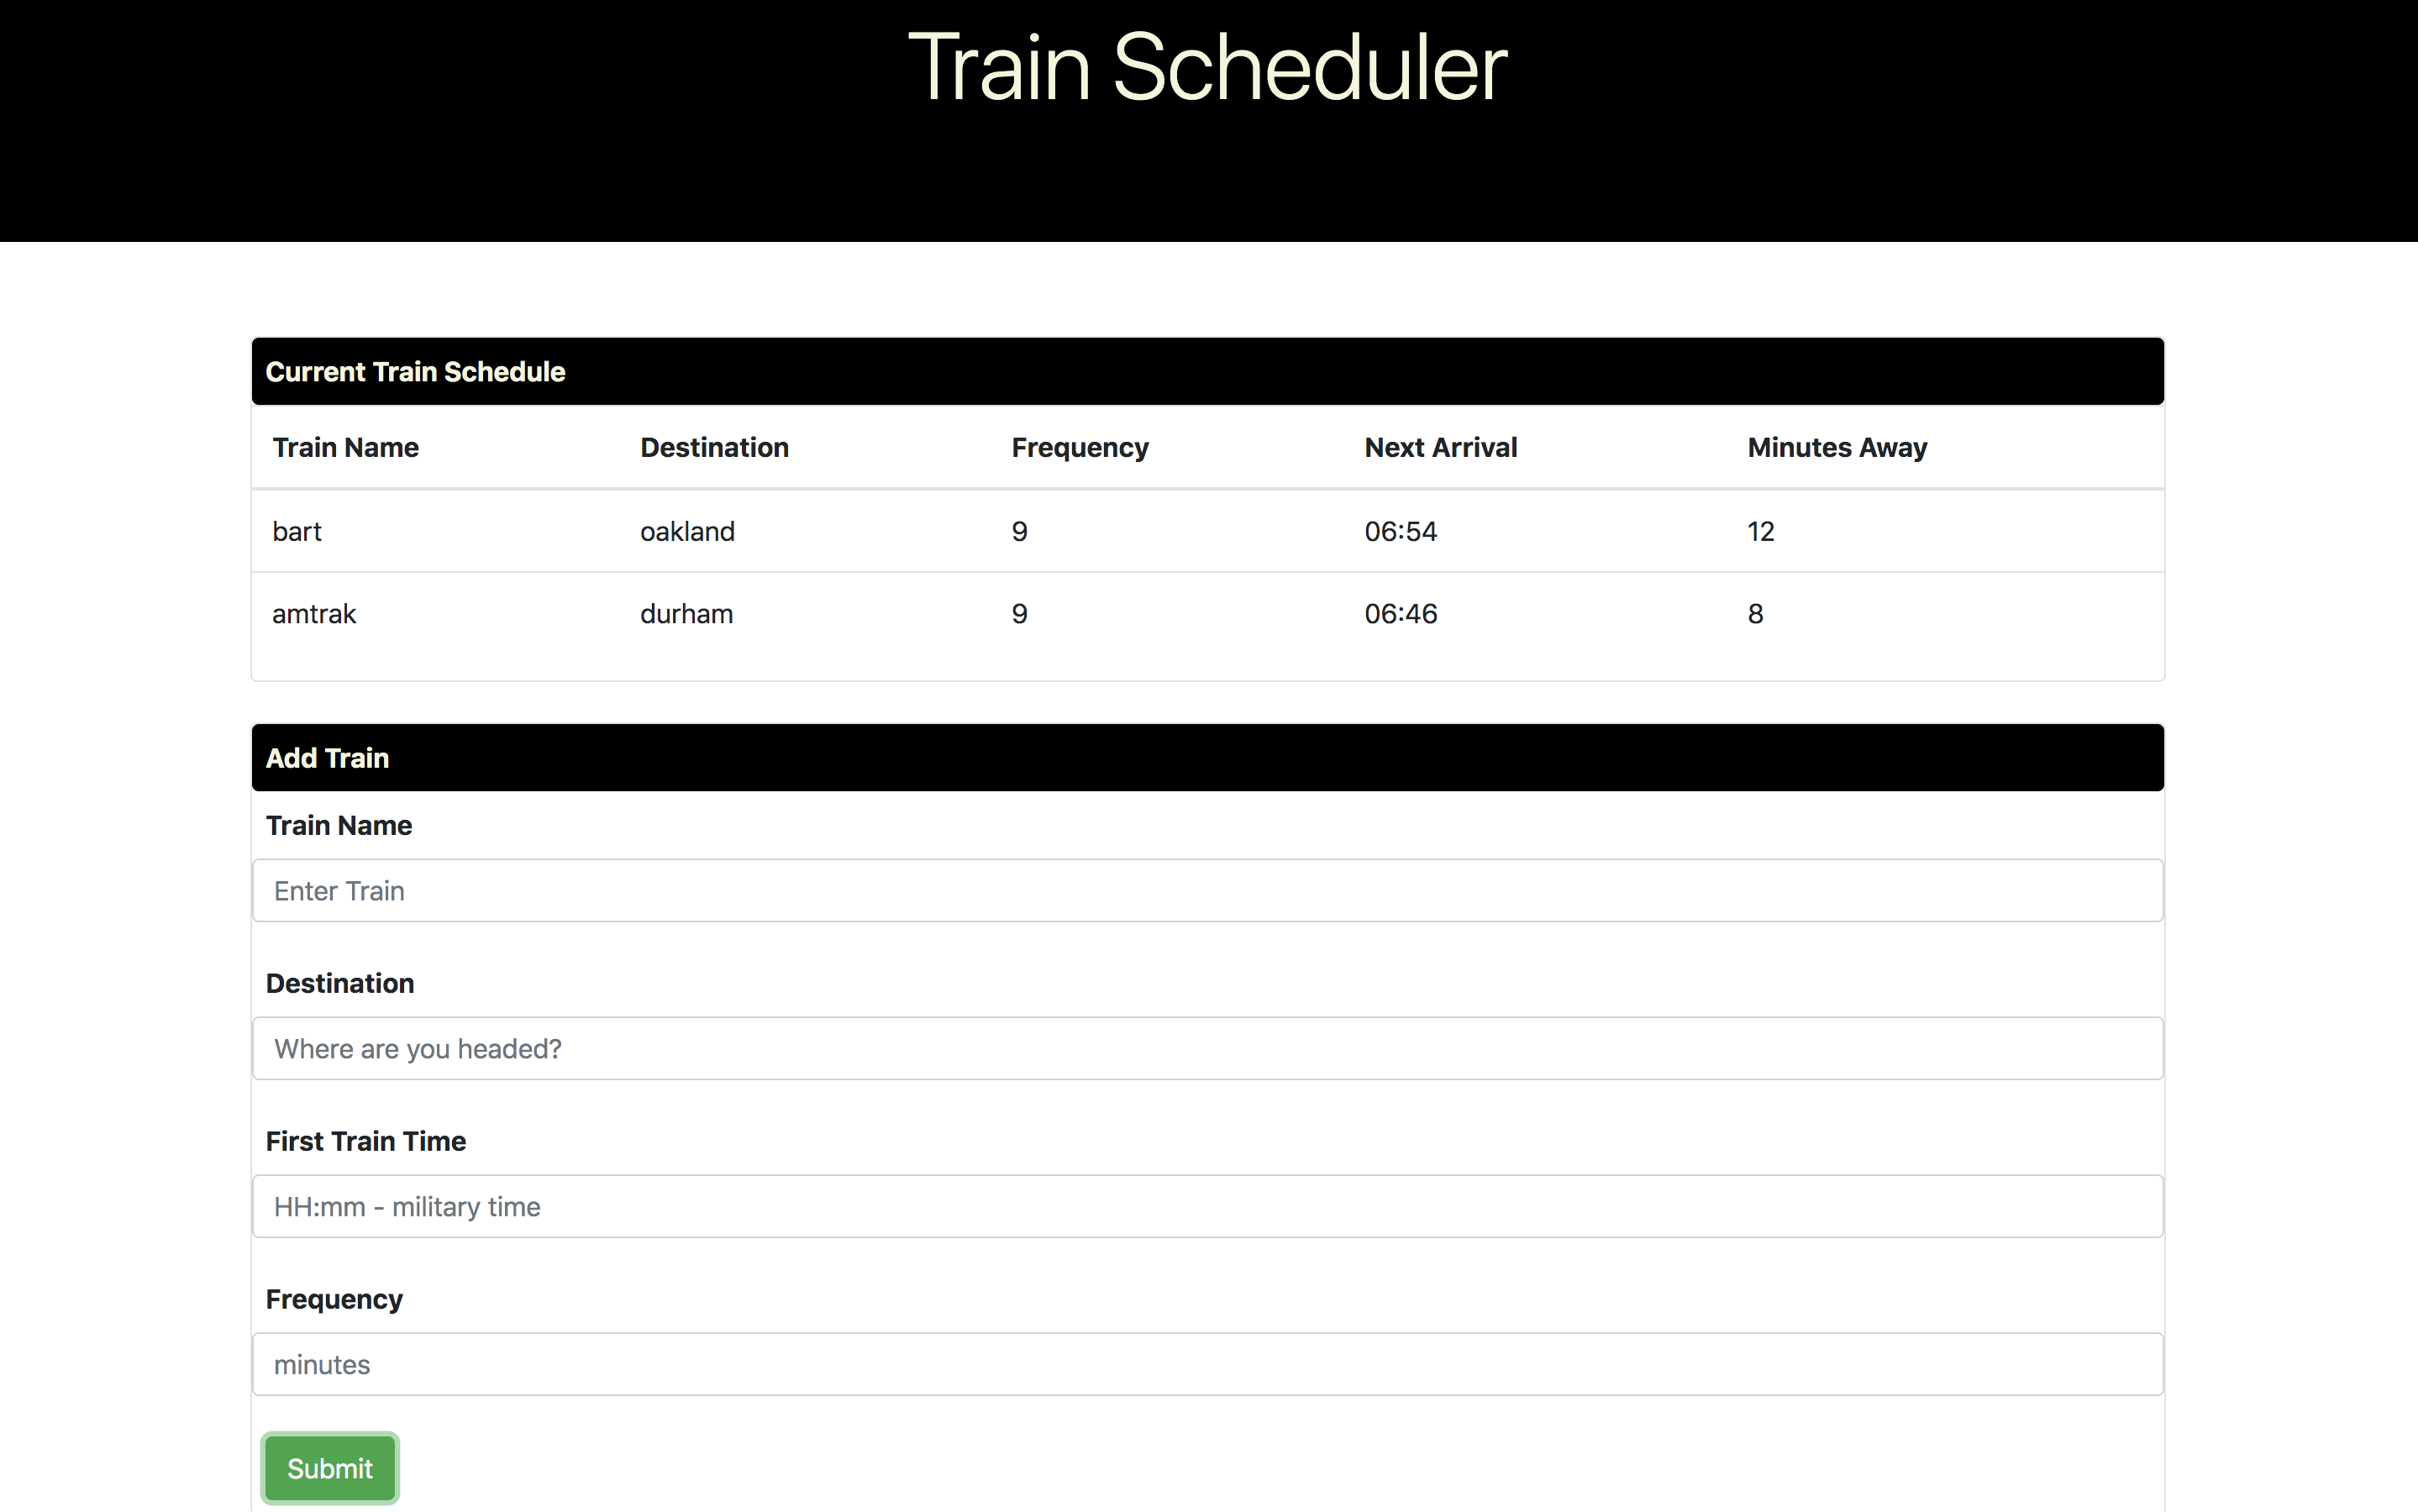 Train Scheduler
Current Train Schedule
Train Name Destination Frequency Next Arrival Minutes Away
bart oakland 9 06:54 12
amtrak durham 9 06:46 8
Add Train
Train Name
Enter Train
Destination
Where are you headed?
First Train Time
HH:mm - military time
Frequency
minutes
Submit